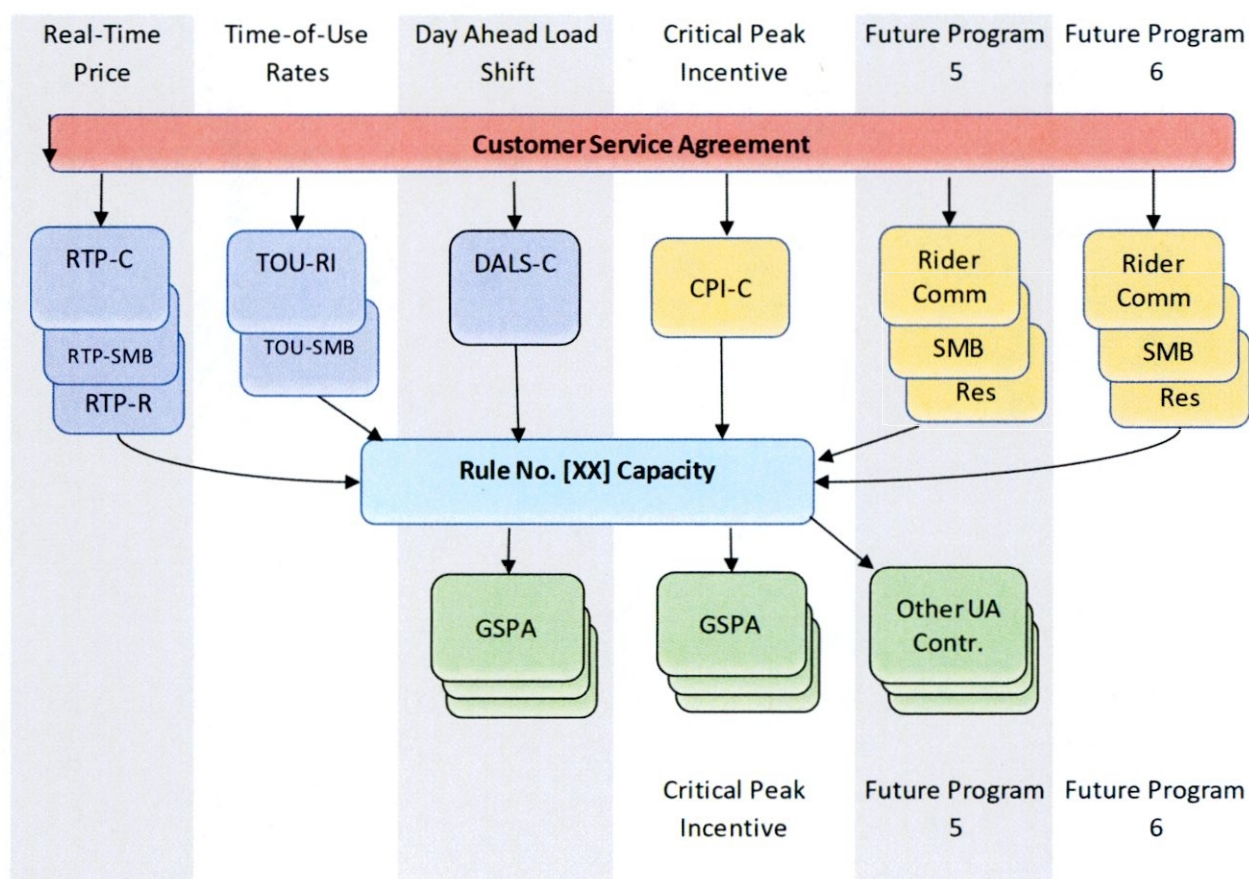 Real-Time
Price
Time-of-Use
Rates
Day Ahead Load
Shift
Critical Peak
Incentive
Future Program
5
Future Program
6
Customer Service Agreement
RTP-C
RTP-SMB
RTP-R
TOU-RI
TOU-SMB
DALS-C
CPI-C
Rider
Comm
SMB
Res
Rider
Comm
SMB
Res
Rule No. [XX] Capacity
GSPA
GSPA
Other UA
Contr.
Critical Peak
Incentive
Future Program
5
Future Program
6